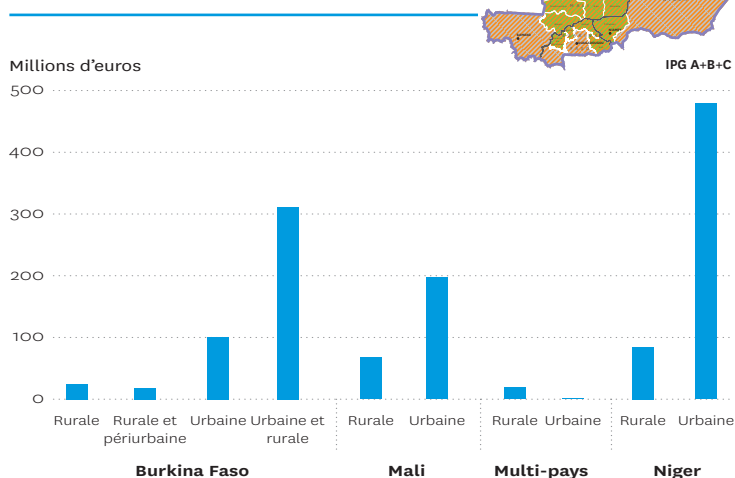 Millions d'euros
IPG A+B+C
500
400
300
200
100
0
Rurale
Rurale et
périurbaine
Urbaine
Urbaine et
rurale
Rurale
Urbaine
Rurale
Urbaine
Rurale
Urbaine
Burkina Faso
Mali
Multi-pays
Niger